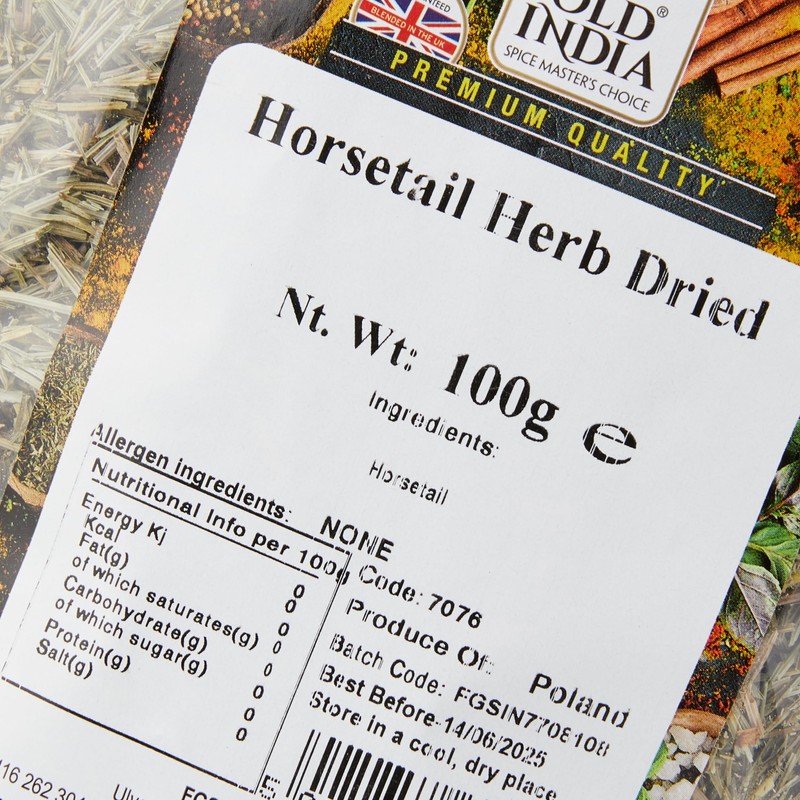 BLENDED IN THE UK
OLD
INDIA®
SPICE MASTER'S CHOICE
PREMIUM QUALITY
Horsetail Herb Dried
Nt. Wt: 100g ℮
Ingredients:
Horsetail
Allergen ingredients: NONE
Nutritional Info per 100g
Energy Kj 0
Kcal 0
Fat(g) 0
of which saturates(g) 0
Carbohydrate(g) 0
of which sugar(g) 0
Protein(g) 0
Salt(g) 0
Code: 7076
Produce Of: Poland
Batch Code: FGSIN7708108
Best Before-14/06/2025
Store in a cool, dry place